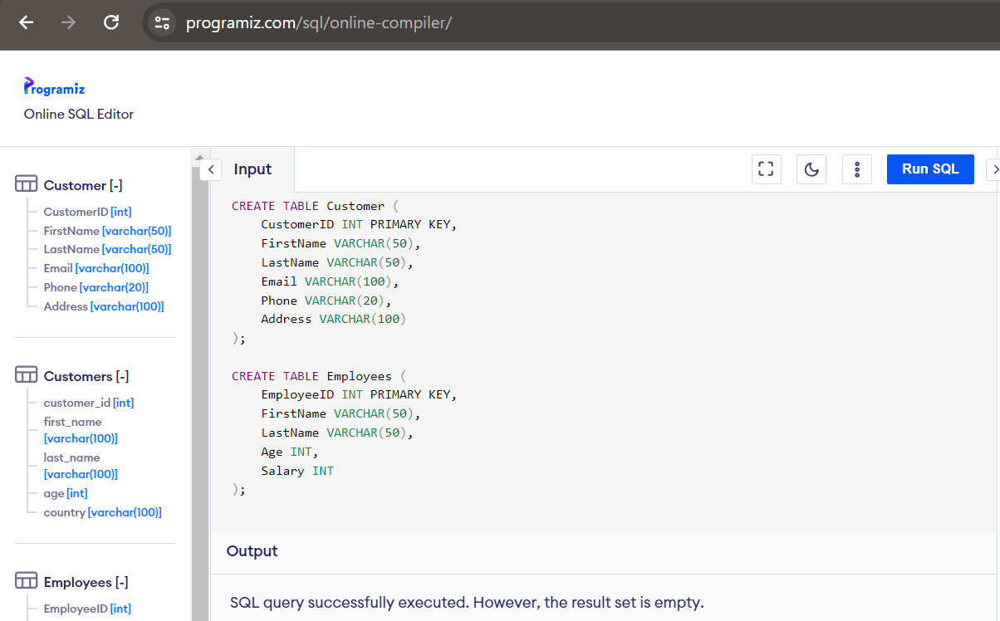 programiz.com/sql/online-compiler/
Programiz
Online SQL Editor
Customer [-]
CustomerID [int]
FirstName [varchar(50)]
LastName [varchar(50)]
Email [varchar(100)]
Phone [varchar(20)]
Address [varchar(100)]
Customers [-]
customer_id [int]
first_name
[varchar(100)]
last_name
[varchar(100)]
age [int]
country [varchar(100)]
Employees [-]
EmployeeID [int]
Input
Run SQL
CREATE TABLE Customer (
    CustomerID INT PRIMARY KEY,
    FirstName VARCHAR(50),
    LastName VARCHAR(50),
    Email VARCHAR(100),
    Phone VARCHAR(20),
    Address VARCHAR(100)
);
CREATE TABLE Employees (
    EmployeeID INT PRIMARY KEY,
    FirstName VARCHAR(50),
    LastName VARCHAR(50),
    Age INT,
    Salary INT
);
Output
SQL query successfully executed. However, the result set is empty.